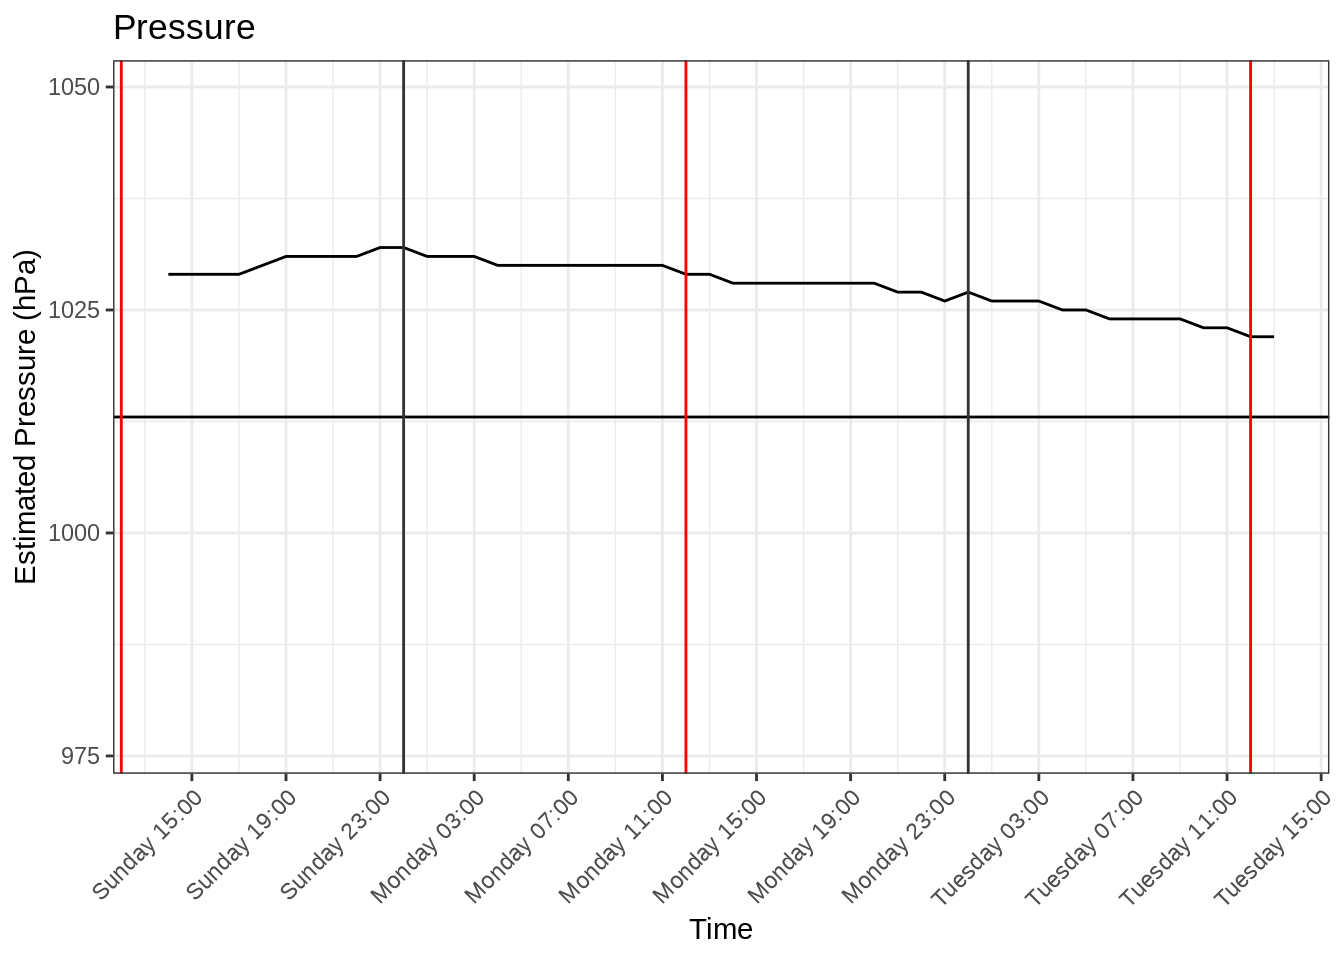 Pressure
Estimated Pressure (hPa)
1050
1025
1000
975
Sunday 15:00
Sunday 19:00
Sunday 23:00
Monday 03:00
Monday 07:00
Monday 11:00
Monday 15:00
Monday 19:00
Monday 23:00
Tuesday 03:00
Tuesday 07:00
Tuesday 11:00
Tuesday 15:00
Time